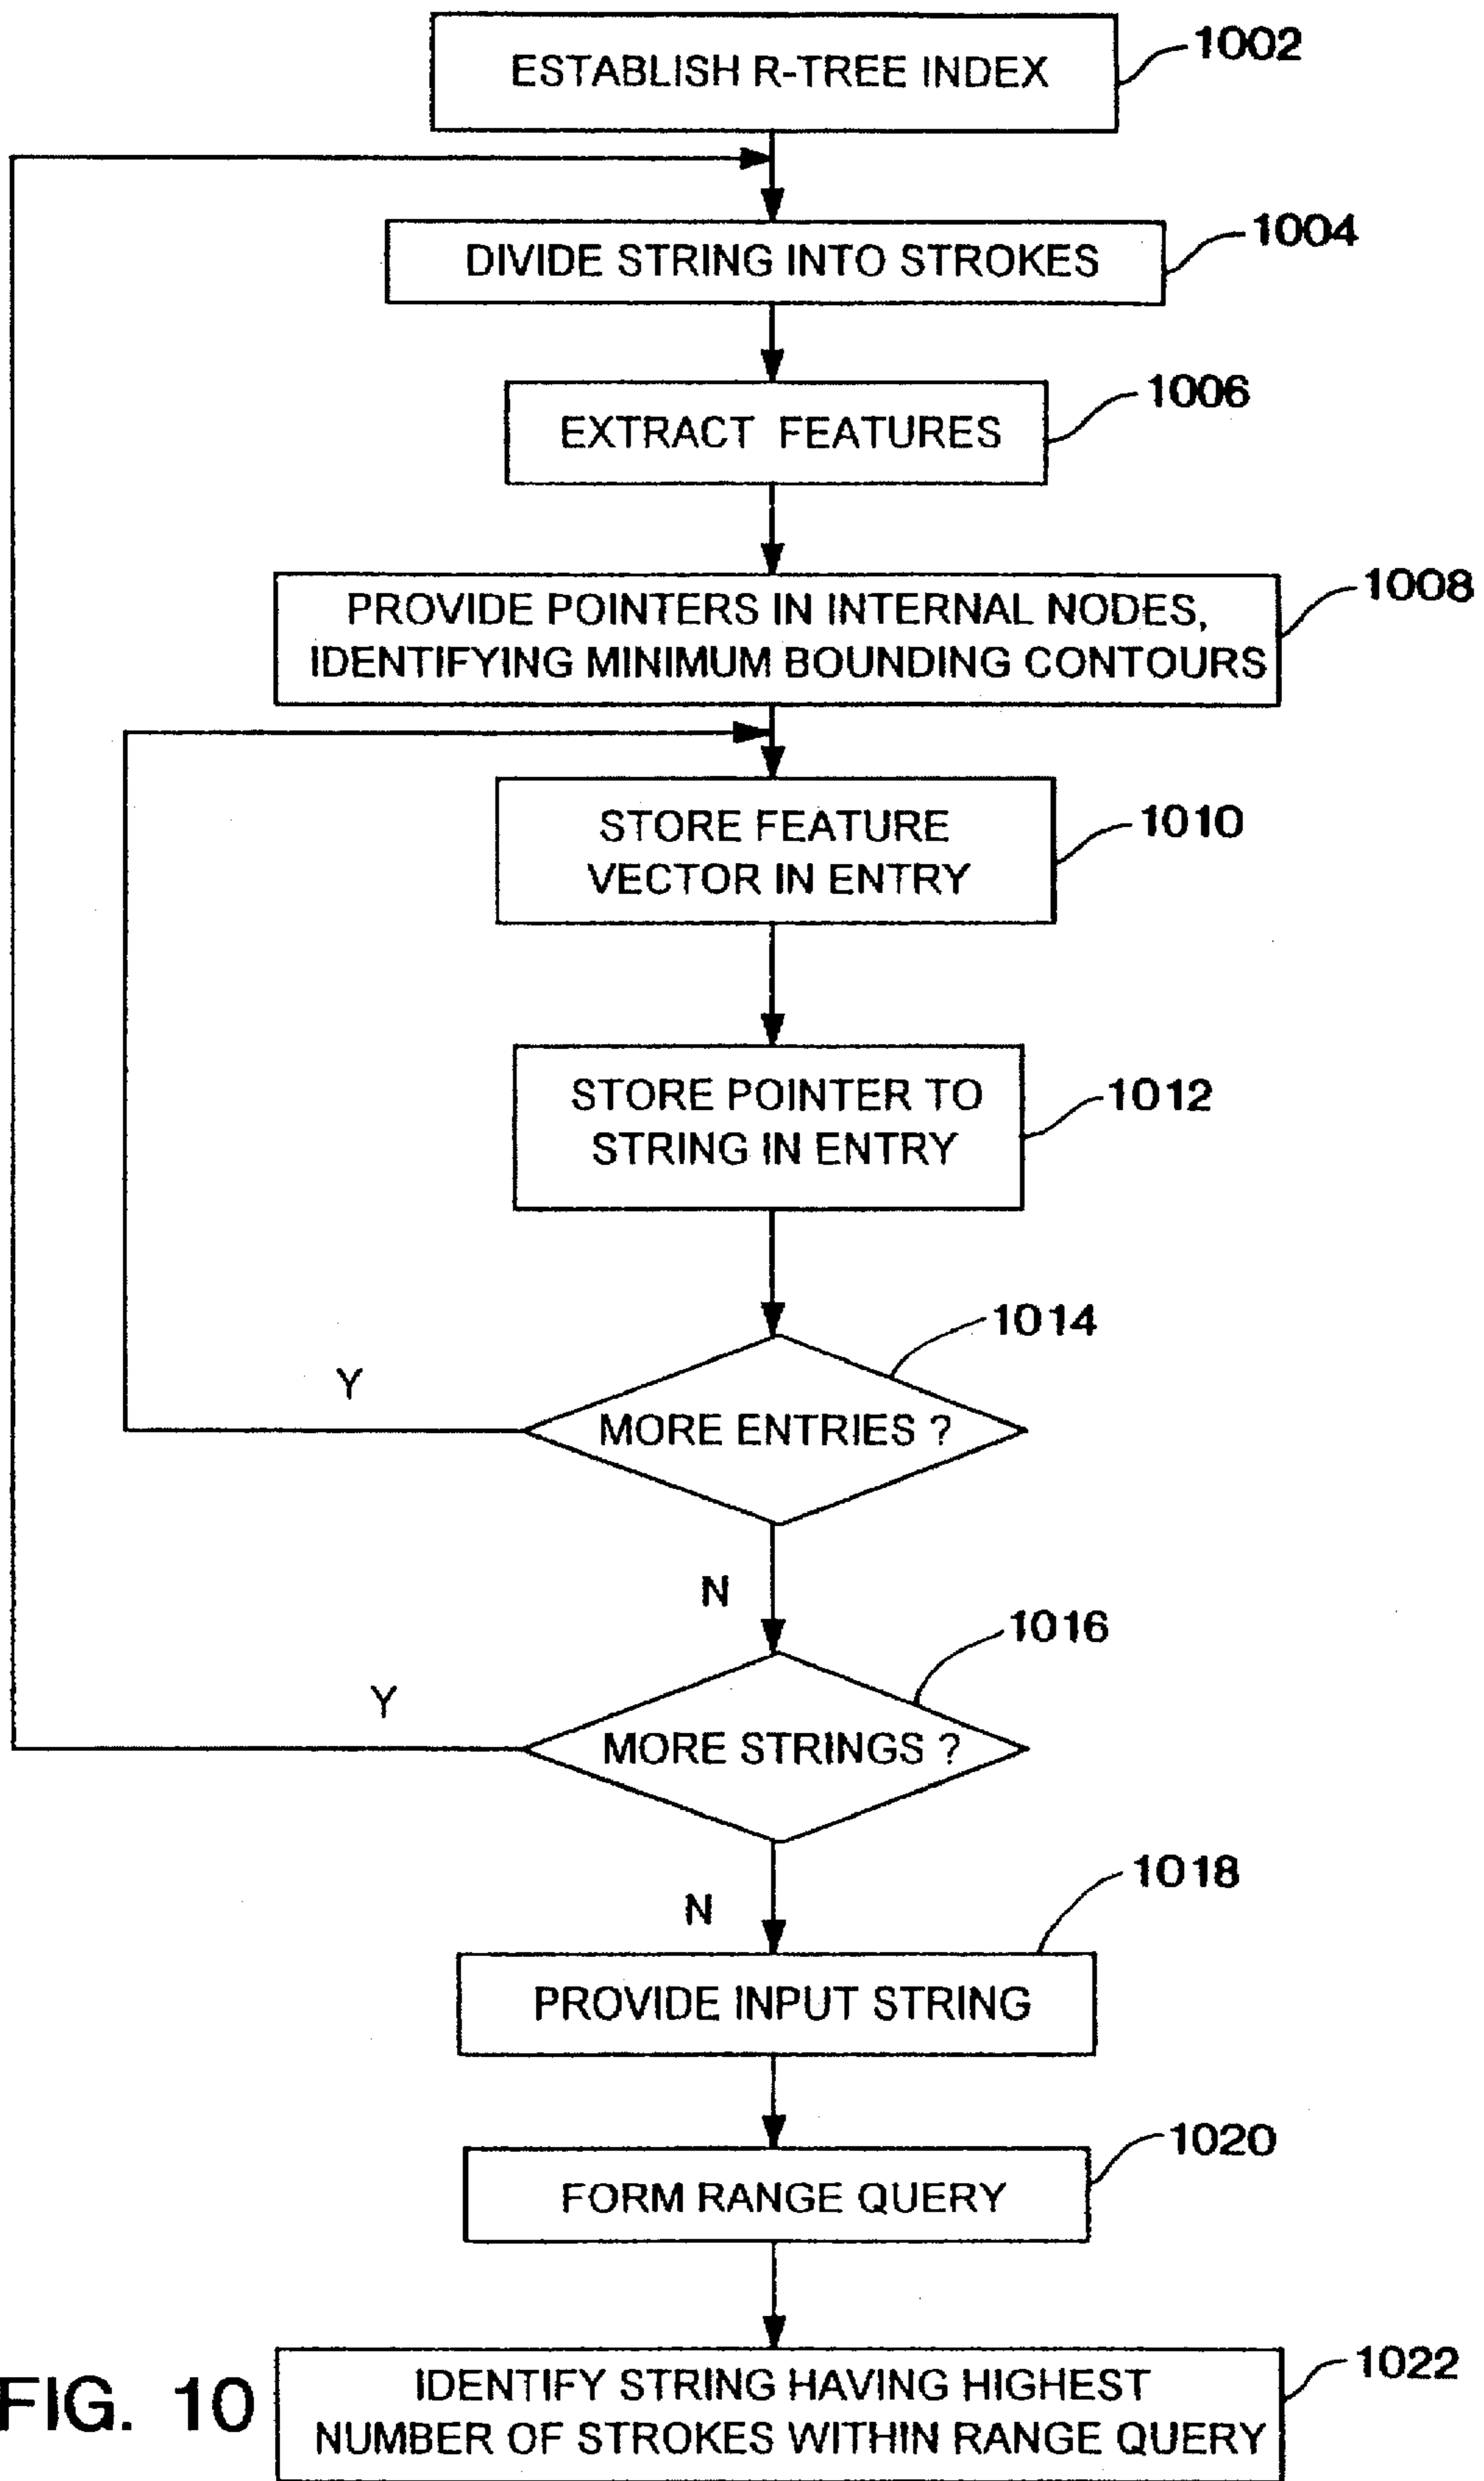 ESTABLISH R-TREE INDEX
1002
DIVIDE STRING INTO STROKES
1004
EXTRACT FEATURES
1006
PROVIDE POINTERS IN INTERNAL NODES,
IDENTIFYING MINIMUM BOUNDING CONTOURS
1008
STORE FEATURE
VECTOR IN ENTRY
1010
STORE POINTER TO
STRING IN ENTRY
1012
1014
Y
MORE ENTRIES ?
N
1016
Y
MORE STRINGS ?
1018
N
PROVIDE INPUT STRING
1020
FORM RANGE QUERY
1022
IDENTIFY STRING HAVING HIGHEST
NUMBER OF STROKES WITHIN RANGE QUERY
FIG. 10